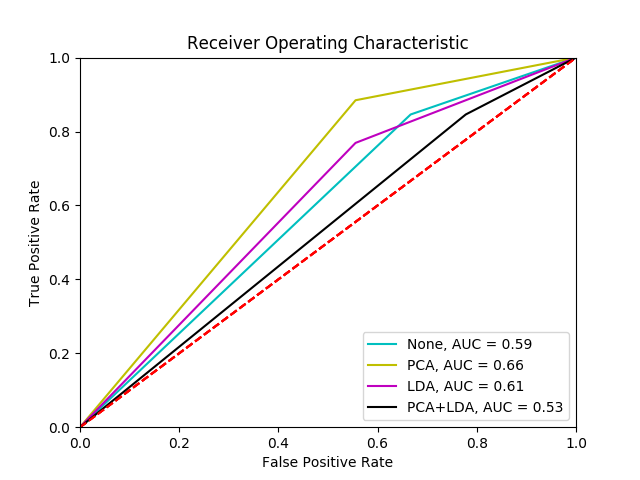 Receiver Operating Characteristic
True Positive Rate
1.0
0.8
0.6
0.4
0.2
0.0
None, AUC = 0.59
PCA, AUC = 0.66
LDA, AUC = 0.61
PCA+LDA, AUC = 0.53
0.0 0.2 0.4 0.6 0.8 1.0
False Positive Rate